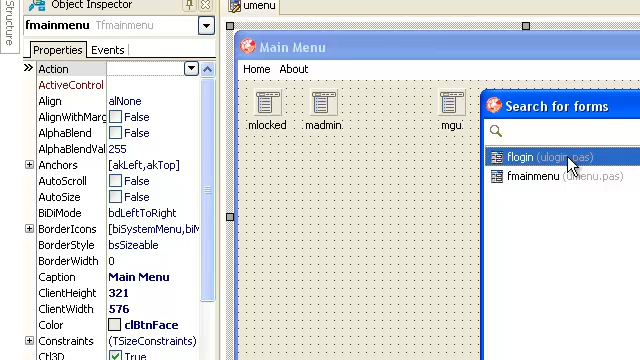 Structure
Object Inspector
fmainmenu Tfmainmenu
Properties Events
Action
ActiveControl
Align alNone
AlignWithMarg False
AlphaBlend False
AlphaBlendVal 255
Anchors [akLeft,akTop]
AutoScroll False
AutoSize False
BiDiMode bdLeftToRight
BorderIcons [biSystemMenu,biM
BorderStyle bsSizeable
BorderWidth 0
Caption Main Menu
ClientHeight 321
ClientWidth 576
Color clBtnFace
Constraints (TSizeConstraints)
Ctl3D True
umenu
Main Menu
Home About
mlocked madmin mgu
Search for forms
flogin (ulogin.pas)
fmainmenu (umenu.pas)